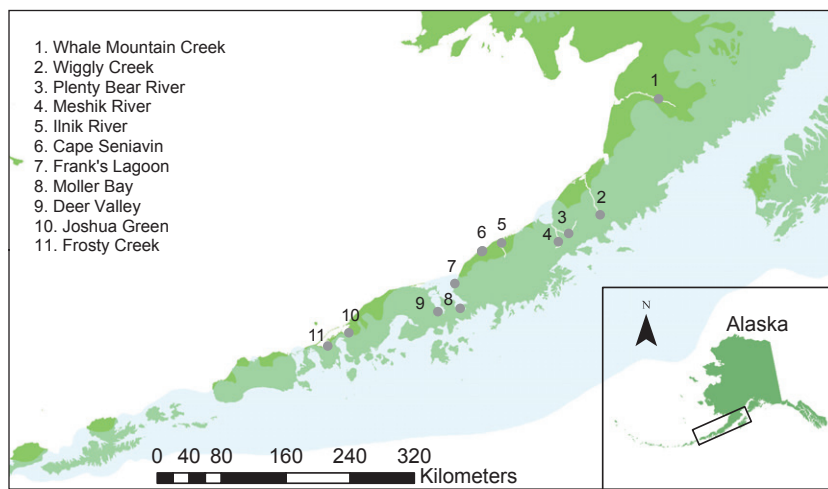 1. Whale Mountain Creek
2. Wiggly Creek
3. Plenty Bear River
4. Meshik River
5. Ilnik River
6. Cape Seniavin
7. Frank's Lagoon
8. Moller Bay
9. Deer Valley
10. Joshua Green
11. Frosty Creek
1
2
3
4
5
6
7
8
9
10
11
N
Alaska
0 40 80 160 240 320
Kilometers